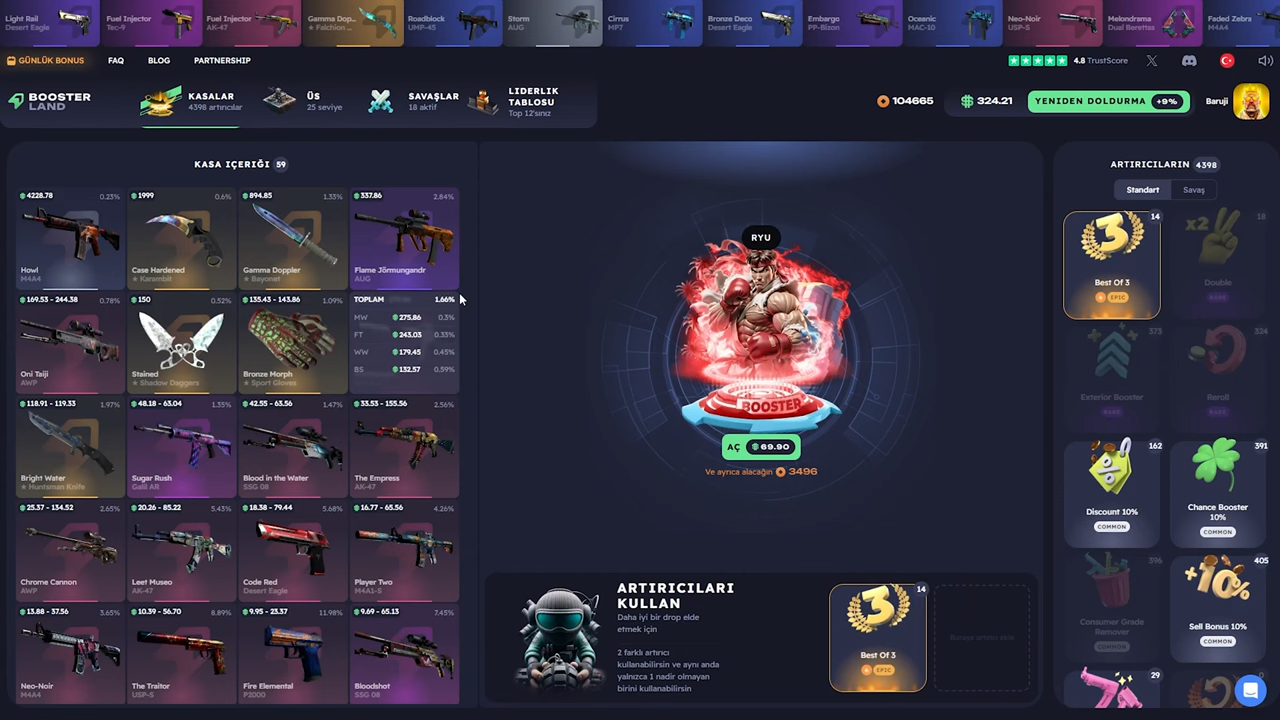 Light Rail
Desert Eagle
Fuel Injector
Tec-9
Fuel Injector
AK-47
Gamma Dop...
★ Falchion ...
Roadblock
UMP-45
Storm
AUG
Cirrus
MP7
Bronze Deco
Desert Eagle
Embargo
PP-Bizon
Oceanic
MAC-10
Neo-Noir
USP-S
Melondrama
Dual Berettas
Faded Zebra
M4A4
GÜNLÜK BONUS
FAQ
BLOG
PARTNERSHIP
4.8 TrustScore
BOOSTER
LAND
KASALAR
4398 artırıcılar
ÜS
25 seviye
SAVAŞLAR
18 aktif
LIDERLIK
TABLOSU
Top 12'sınız
104665
324.21
YENIDEN DOLDURMA +9%
Baruji
KASA IÇERIĞI 59
4228.78 0.23%
Howl
M4A4
1999 0.6%
Case Hardened
★ Karambit
894.85 1.33%
Gamma Doppler
★ Bayonet
337.86 2.84%
Flame Jörmungandr
AUG
169.53 - 244.38 0.78%
Oni Taiji
AWP
150 0.52%
Stained
★ Shadow Daggers
135.43 - 143.86 1.09%
Bronze Morph
★ Sport Gloves
TOPLAM 1.66%
MW 275.86 0.3%
FT 243.03 0.33%
WW 179.45 0.45%
BS 132.57 0.59%
118.91 - 119.33 1.97%
Bright Water
★ Huntsman Knife
48.18 - 63.04 1.35%
Sugar Rush
Galil AR
42.55 - 63.56 1.47%
Blood in the Water
SSG 08
33.53 - 155.56 2.56%
The Empress
AK-47
25.37 - 134.52 2.65%
Chrome Cannon
AWP
20.26 - 85.22 5.43%
Leet Museo
AK-47
18.38 - 79.44 5.68%
Code Red
Desert Eagle
16.77 - 65.56 4.26%
Player Two
M4A1-S
13.88 - 37.56 3.65%
Neo-Noir
M4A4
10.39 - 56.70 8.89%
The Traitor
USP-S
9.95 - 23.37 11.98%
Fire Elemental
P2000
9.69 - 65.13 7.45%
Bloodshot
SSG 08
RYU
BOOSTER
AÇ 69.90
Ve ayrıca alacağın 3496
ARTIRICILARI
KULLAN
Daha iyi bir drop elde
etmek için
2 farklı artırıcı
kullanabilirsin ve aynı anda
yalnızca 1 nadir olmayan
birini kullanabilirsin
14
3
Best Of 3
EPIC
ARTIRICILARIN 4398
Standart
Savaş
14
3
Best Of 3
EPIC
18
Double
RARE
373
Exterior Booster
RARE
324
Reroll
RARE
162
%
Discount 10%
COMMON
391
Chance Booster
10%
COMMON
396
Consumer Grade
Remover
COMMON
405
+10%
Sell Bonus 10%
COMMON
29